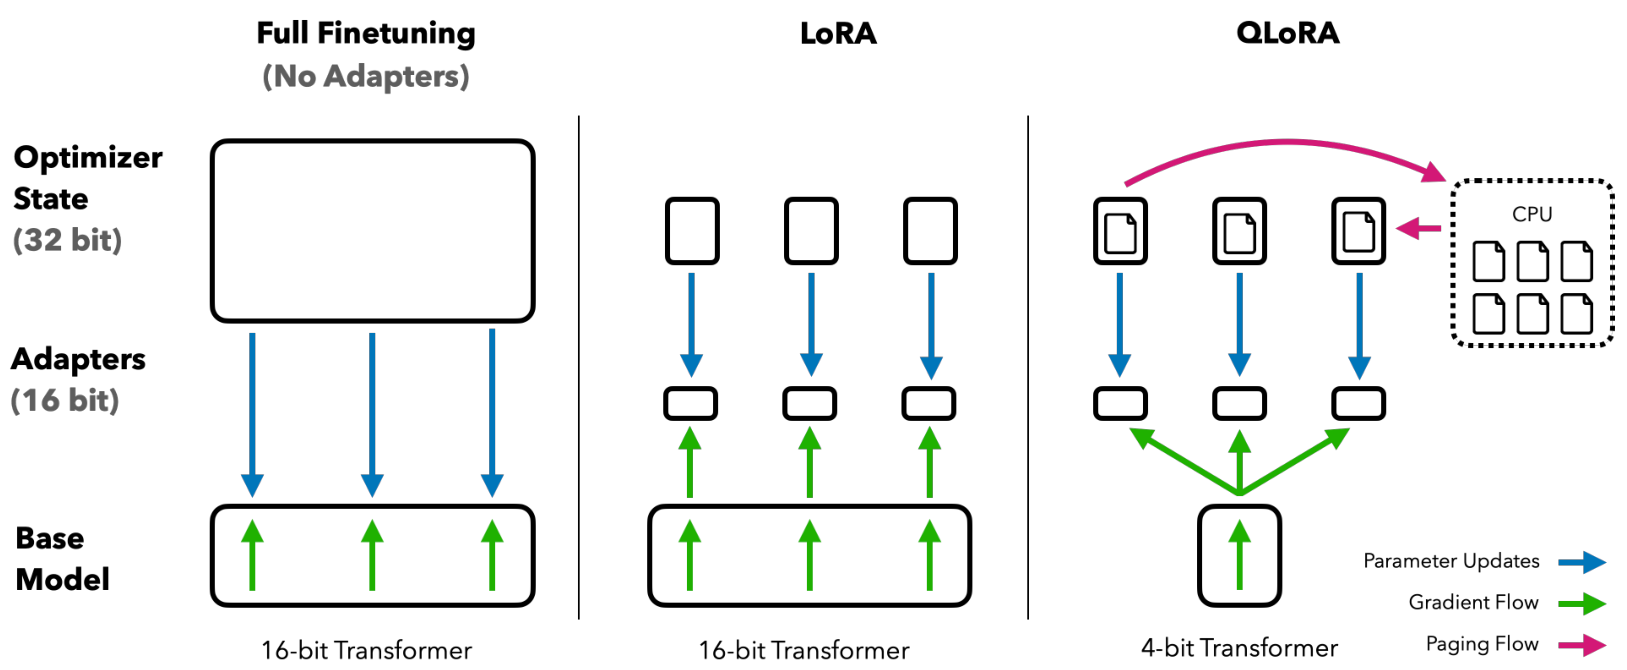 Full Finetuning
(No Adapters)
LoRA
QLoRA
Optimizer
State
(32 bit)
CPU
Adapters
(16 bit)
Base
Model
Parameter Updates
Gradient Flow
Paging Flow
16-bit Transformer
16-bit Transformer
4-bit Transformer